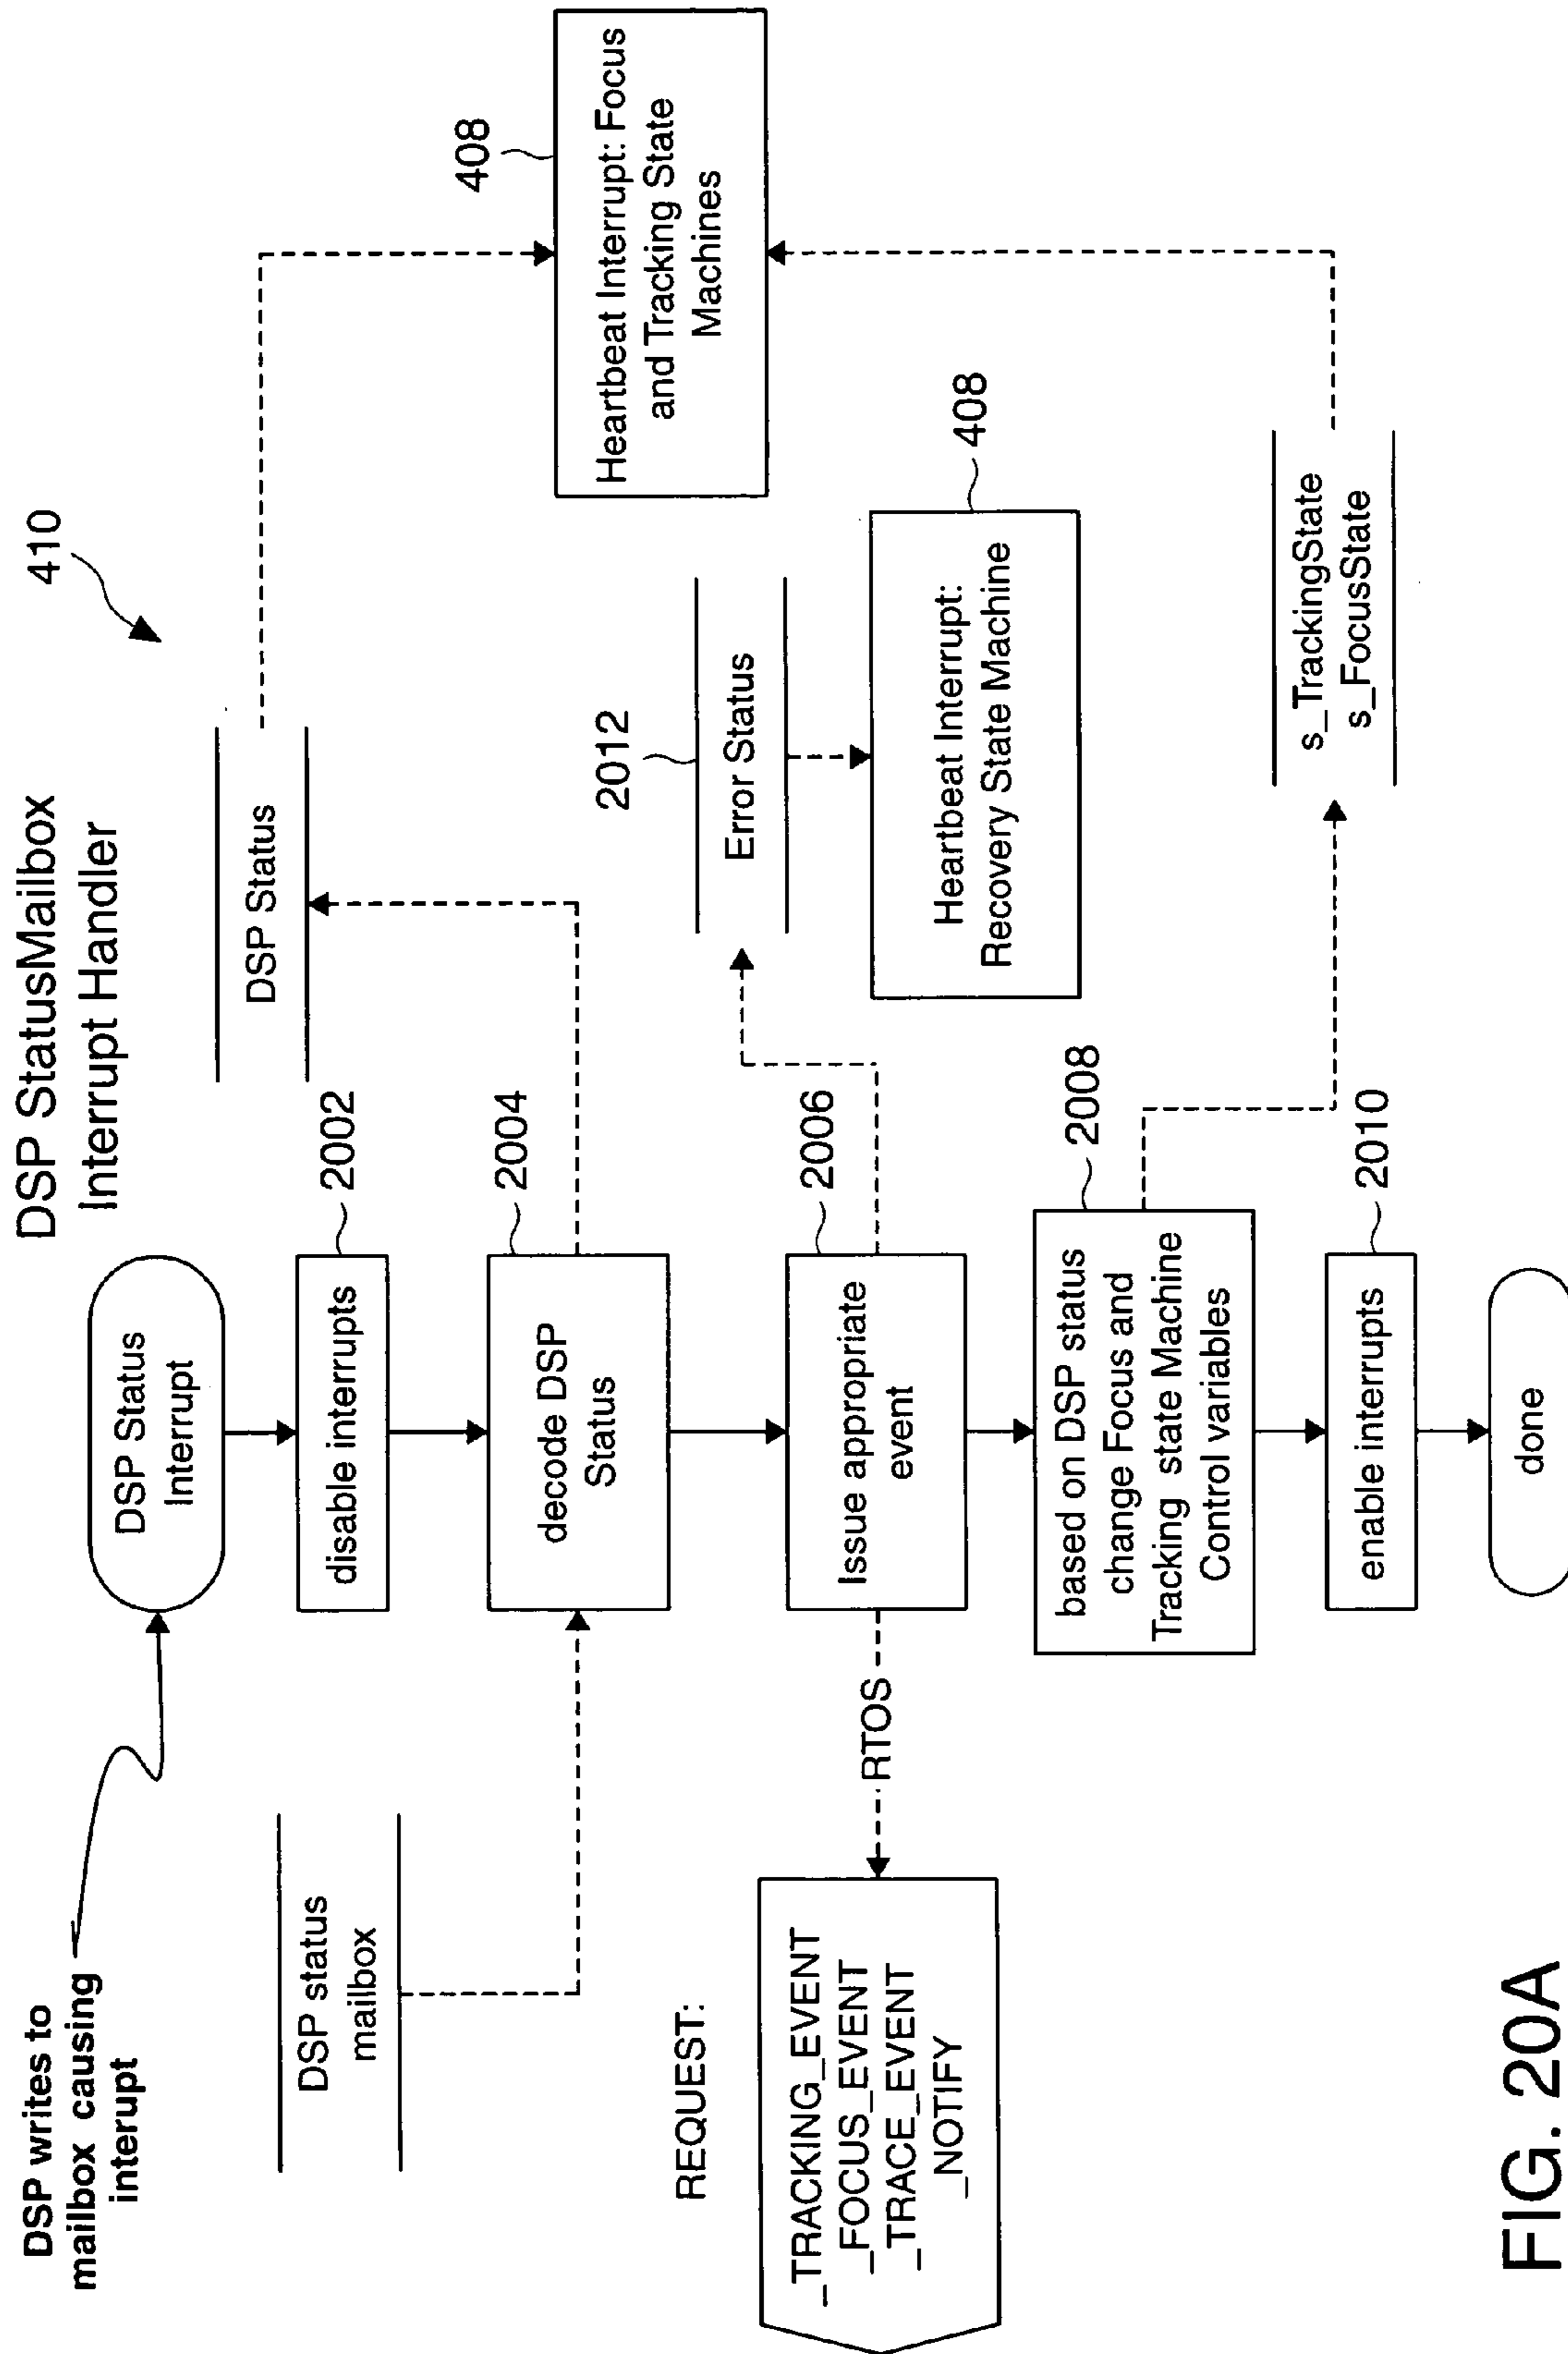 DSP StatusMailbox
Interrupt Handler
410
DSP writes to
mailbox causing
interupt
DSP Status
Interrupt
DSP Status
disable interrupts
2002
DSP status
mailbox
decode DSP
Status
2004
408
Heartbeat Interrupt: Focus
and Tracking State
Machines
REQUEST:
_TRACKING_EVENT
_FOCUS_EVENT
_TRACE_EVENT
_NOTIFY
RTOS
Issue appropriate
event
2006
2012
Error Status
Heartbeat Interrupt:
Recovery State Machine
408
based on DSP status
change Focus and
Tracking state Machine
Control variables
2008
s_TrackingState
s_FocusState
enable interrupts
2010
done
FIG. 20A